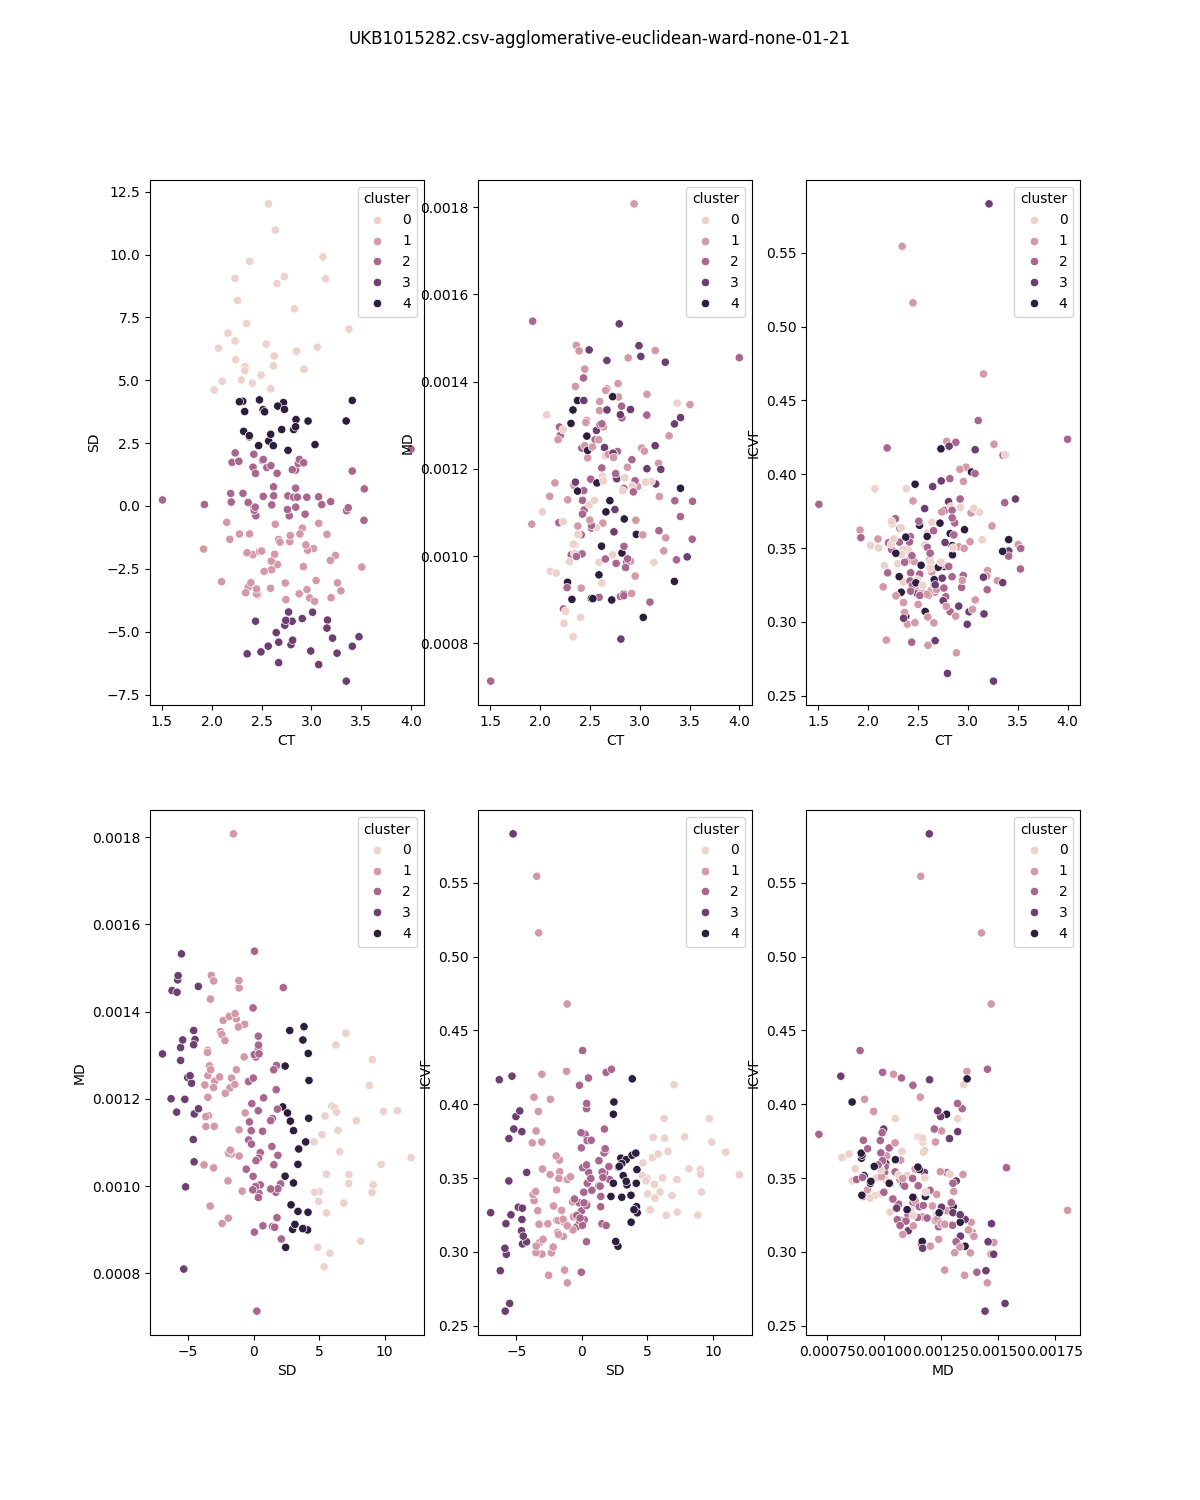 UKB1015282.csv-agglomerative-euclidean-ward-none-01-21
12.5
10.0
7.5
5.0
2.5
0.0
−2.5
−5.0
−7.5
SD
1.5 2.0 2.5 3.0 3.5 4.0
CT
cluster
0
1
2
3
4
0.0018
0.0016
0.0014
0.0012
0.0010
0.0008
MD
1.5 2.0 2.5 3.0 3.5 4.0
CT
cluster
0
1
2
3
4
0.55
0.50
0.45
0.40
0.35
0.30
0.25
ICVF
1.5 2.0 2.5 3.0 3.5 4.0
CT
cluster
0
1
2
3
4
0.0018
0.0016
0.0014
0.0012
0.0010
0.0008
MD
−5 0 5 10
SD
cluster
0
1
2
3
4
0.55
0.50
0.45
0.40
0.35
0.30
0.25
ICVF
−5 0 5 10
SD
cluster
0
1
2
3
4
0.55
0.50
0.45
0.40
0.35
0.30
0.25
ICVF
0.00075 0.00100 0.00125 0.00150 0.00175
MD
cluster
0
1
2
3
4